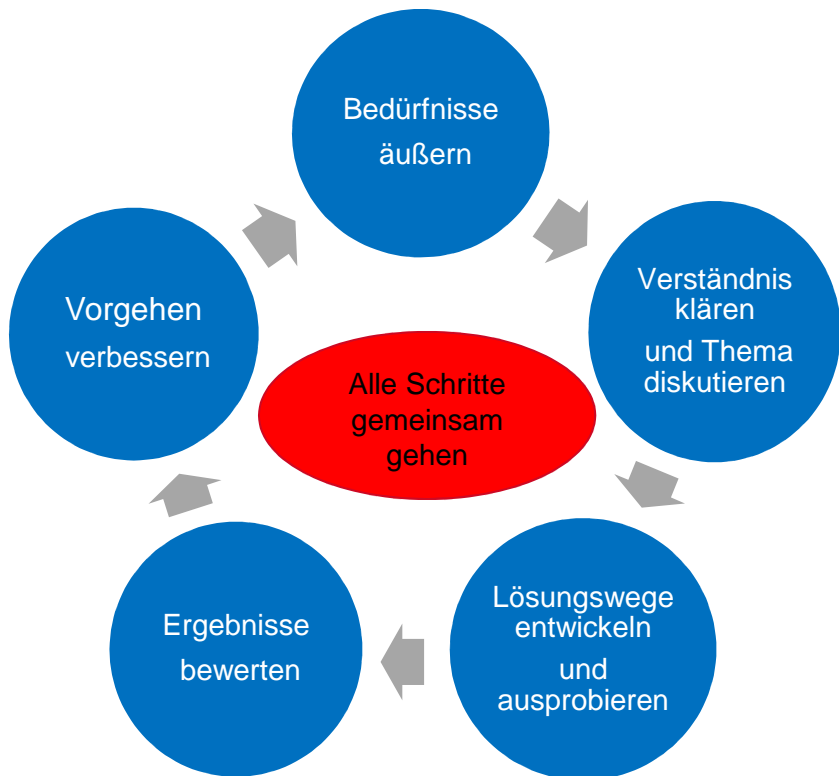 Bedürfnisse
äußern
Verständnis
klären
und Thema
diskutieren
Lösungswege
entwickeln
und
ausprobieren
Ergebnisse
bewerten
Vorgehen
verbessern
Alle Schritte
gemeinsam
gehen